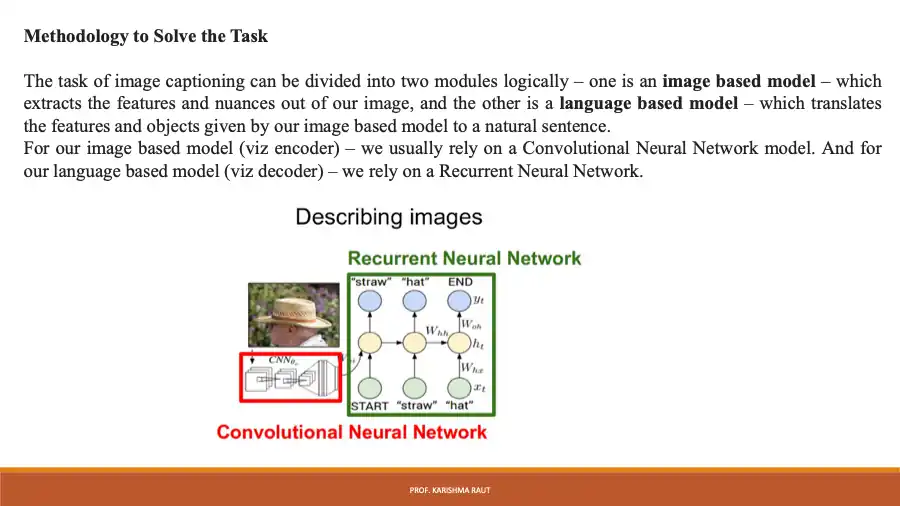 Methodology to Solve the Task
The task of image captioning can be divided into two modules logically – one is an image based model – which
extracts the features and nuances out of our image, and the other is a language based model – which translates
the features and objects given by our image based model to a natural sentence.
For our image based model (viz encoder) – we usually rely on a Convolutional Neural Network model. And for
our language based model (viz decoder) – we rely on a Recurrent Neural Network.
Describing images
Recurrent Neural Network
"straw" "hat" END
yt
Whh
Woh
ht
CNNθc
Whx
xt
START "straw" "hat"
Convolutional Neural Network
PROF. KARISHMA RAUT